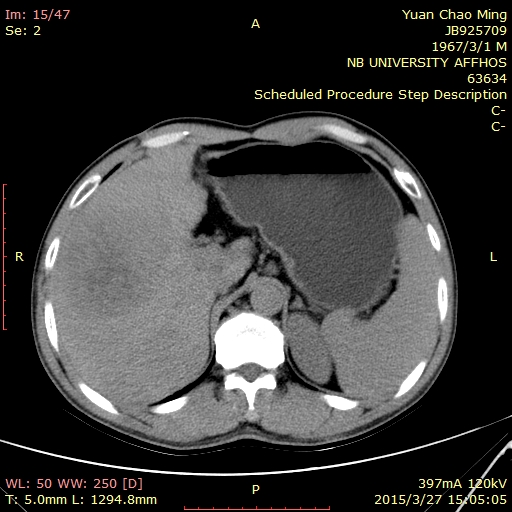 Im: 15/47
Se: 2
A
Yuan Chao Ming
JB925709
1967/3/1 M
NB UNIVERSITY AFFHOS
63634
Scheduled Procedure Step Description
C-
C-
R
L
WL: 50 WW: 250 [D]
T: 5.0mm L: 1294.8mm
P
397mA 120kV
2015/3/27 15:05:05